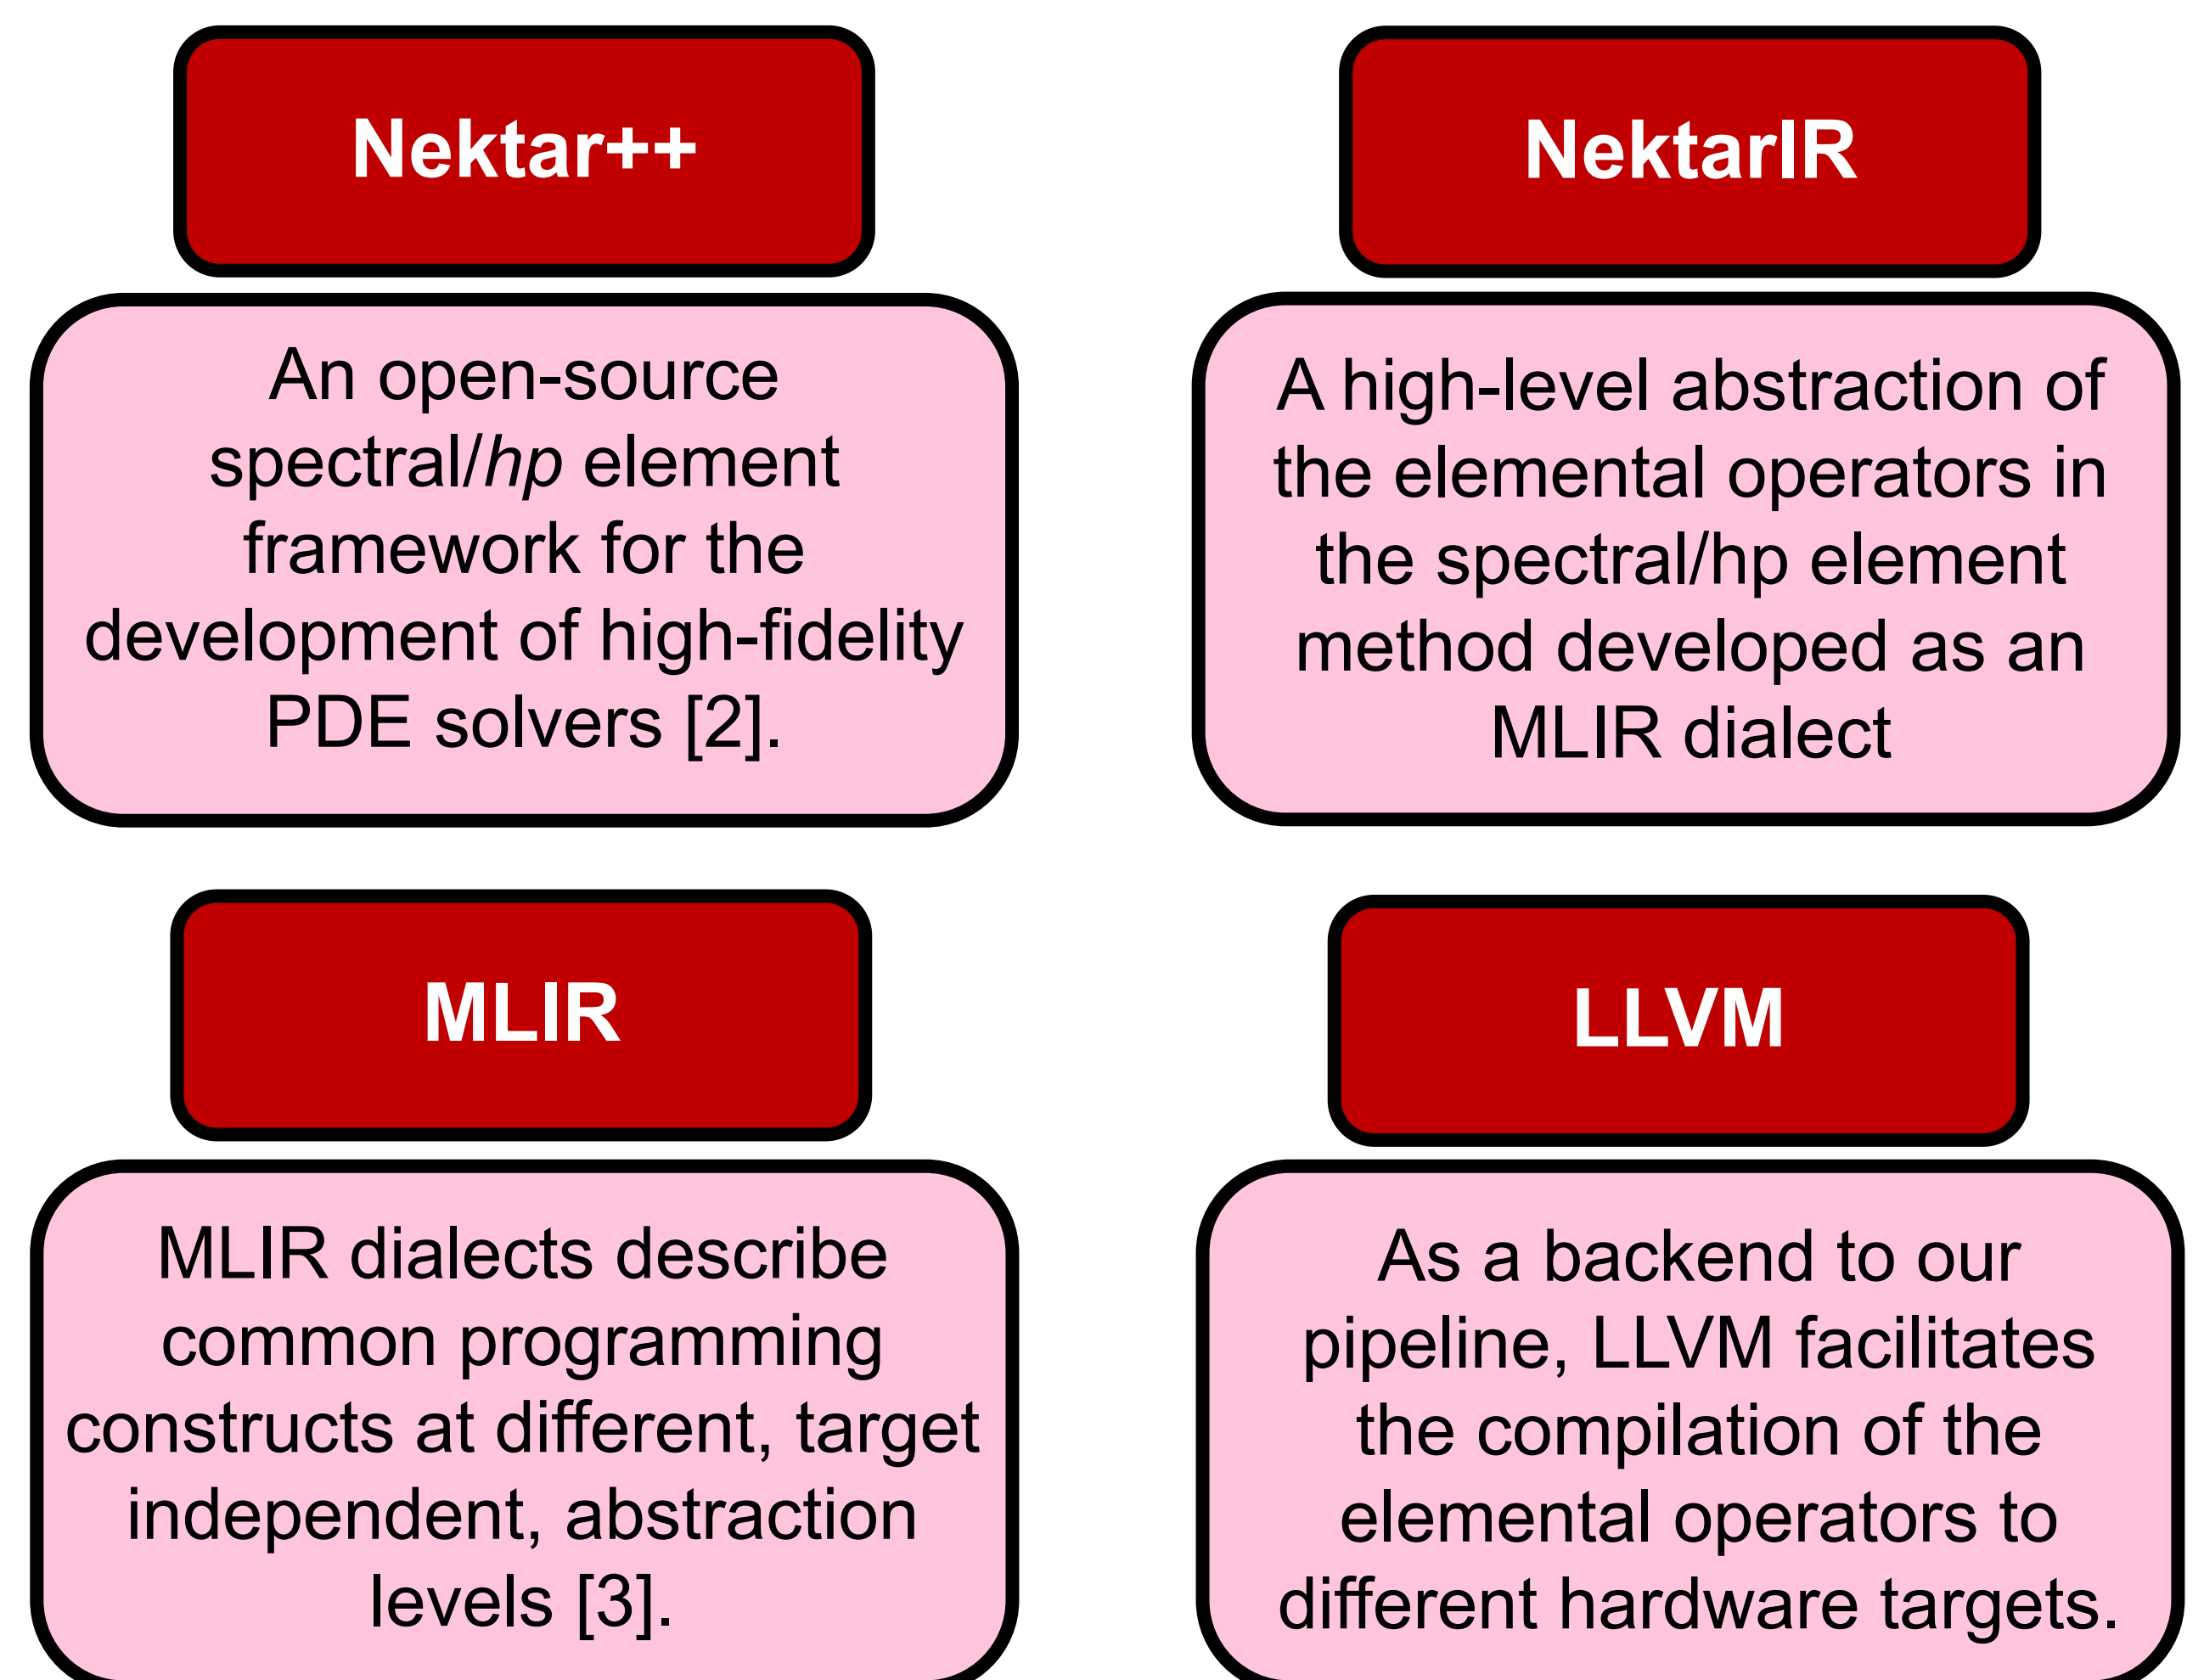 Nektar++
An open-source
spectral/hp element
framework for the
development of high-fidelity
PDE solvers [2].
NektarIR
A high-level abstraction of
the elemental operators in
the spectral/hp element
method developed as an
MLIR dialect
MLIR
MLIR dialects describe
common programming
constructs at different, target
independent, abstraction
levels [3].
LLVM
As a backend to our
pipeline, LLVM facilitates
the compilation of the
elemental operators to
different hardware targets.